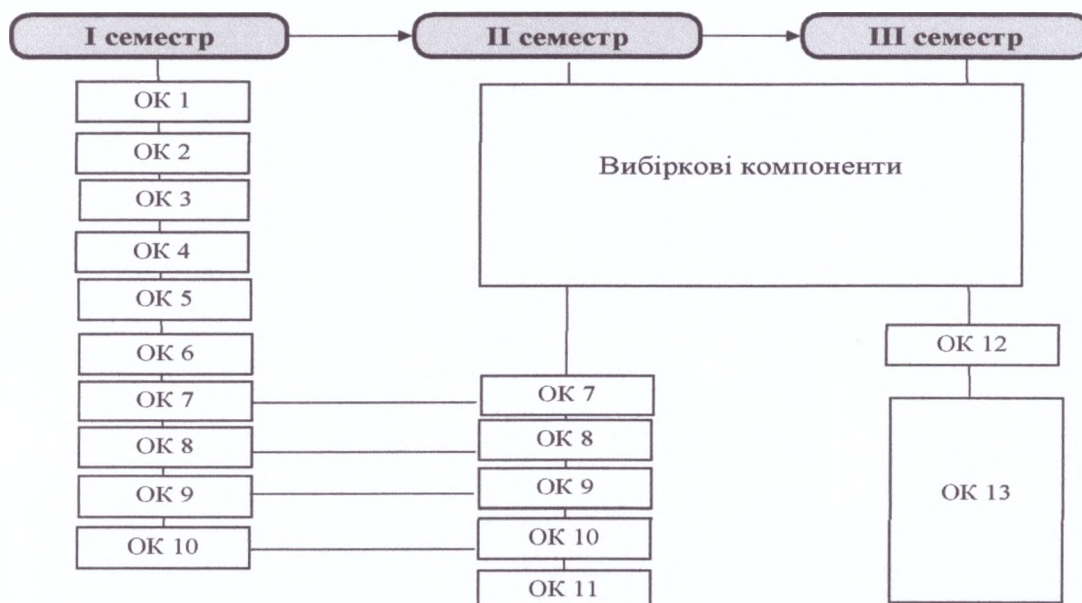 I семестр
II семестр
III семестр
ОК 1
ОК 2
ОК 3
ОК 4
ОК 5
ОК 6
ОК 7
ОК 8
ОК 9
ОК 10
Вибіркові компоненти
ОК 7
ОК 8
ОК 9
ОК 10
ОК 11
ОК 12
ОК 13